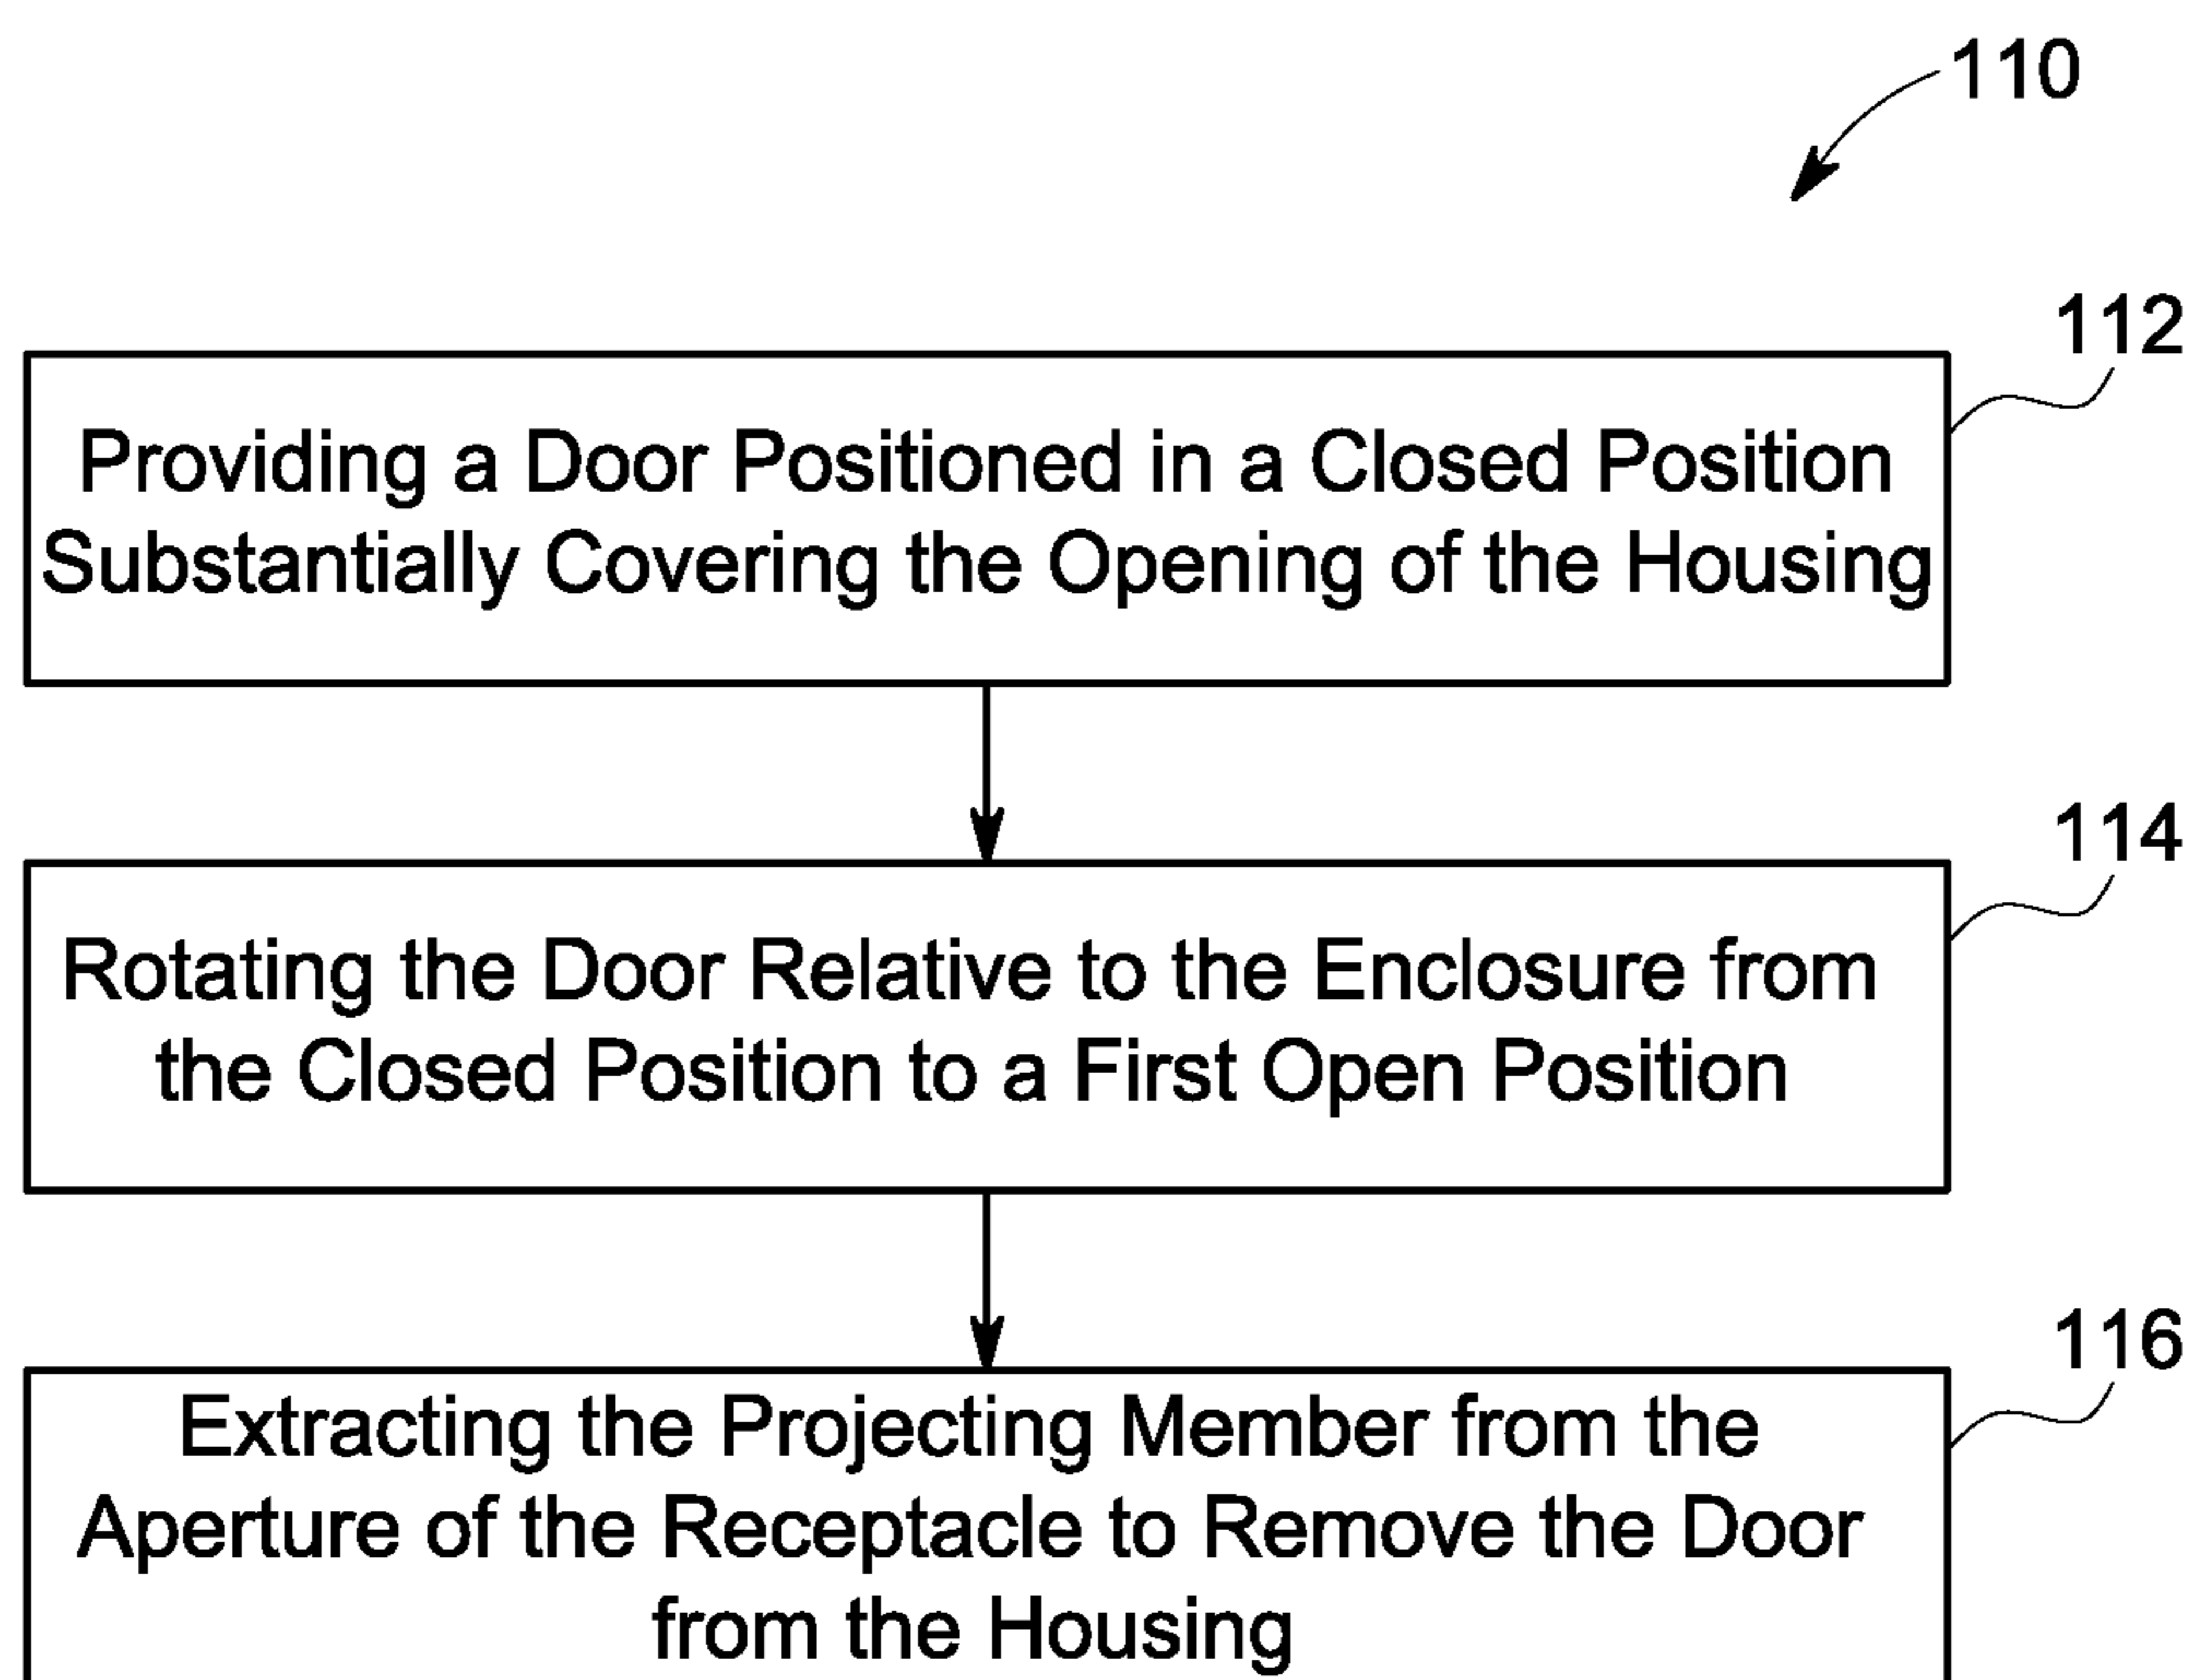 110
112
Providing a Door Positioned in a Closed Position
Substantially Covering the Opening of the Housing
114
Rotating the Door Relative to the Enclosure from
the Closed Position to a First Open Position
116
Extracting the Projecting Member from the
Aperture of the Receptacle to Remove the Door
from the Housing